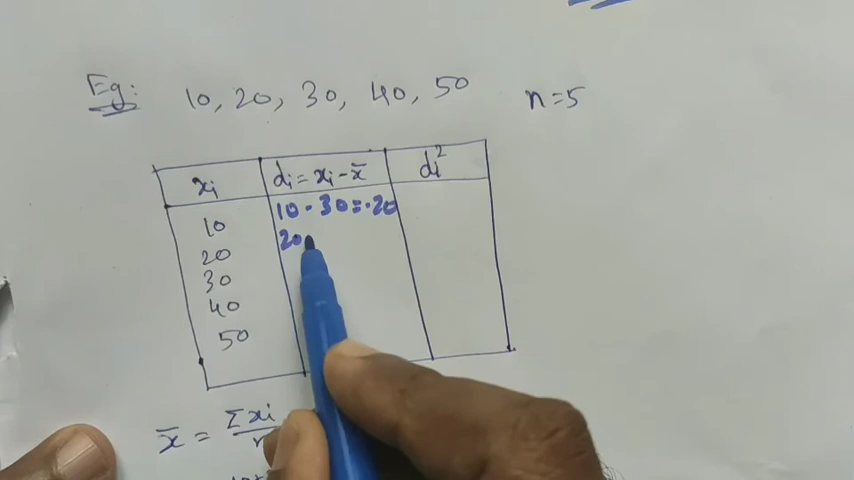 Eg: 10, 20, 30, 40, 50 n=5
xi di = xi - x̄ di²
10 10 - 30 = -20
20 20
30
40
50
x̄ = Σxi